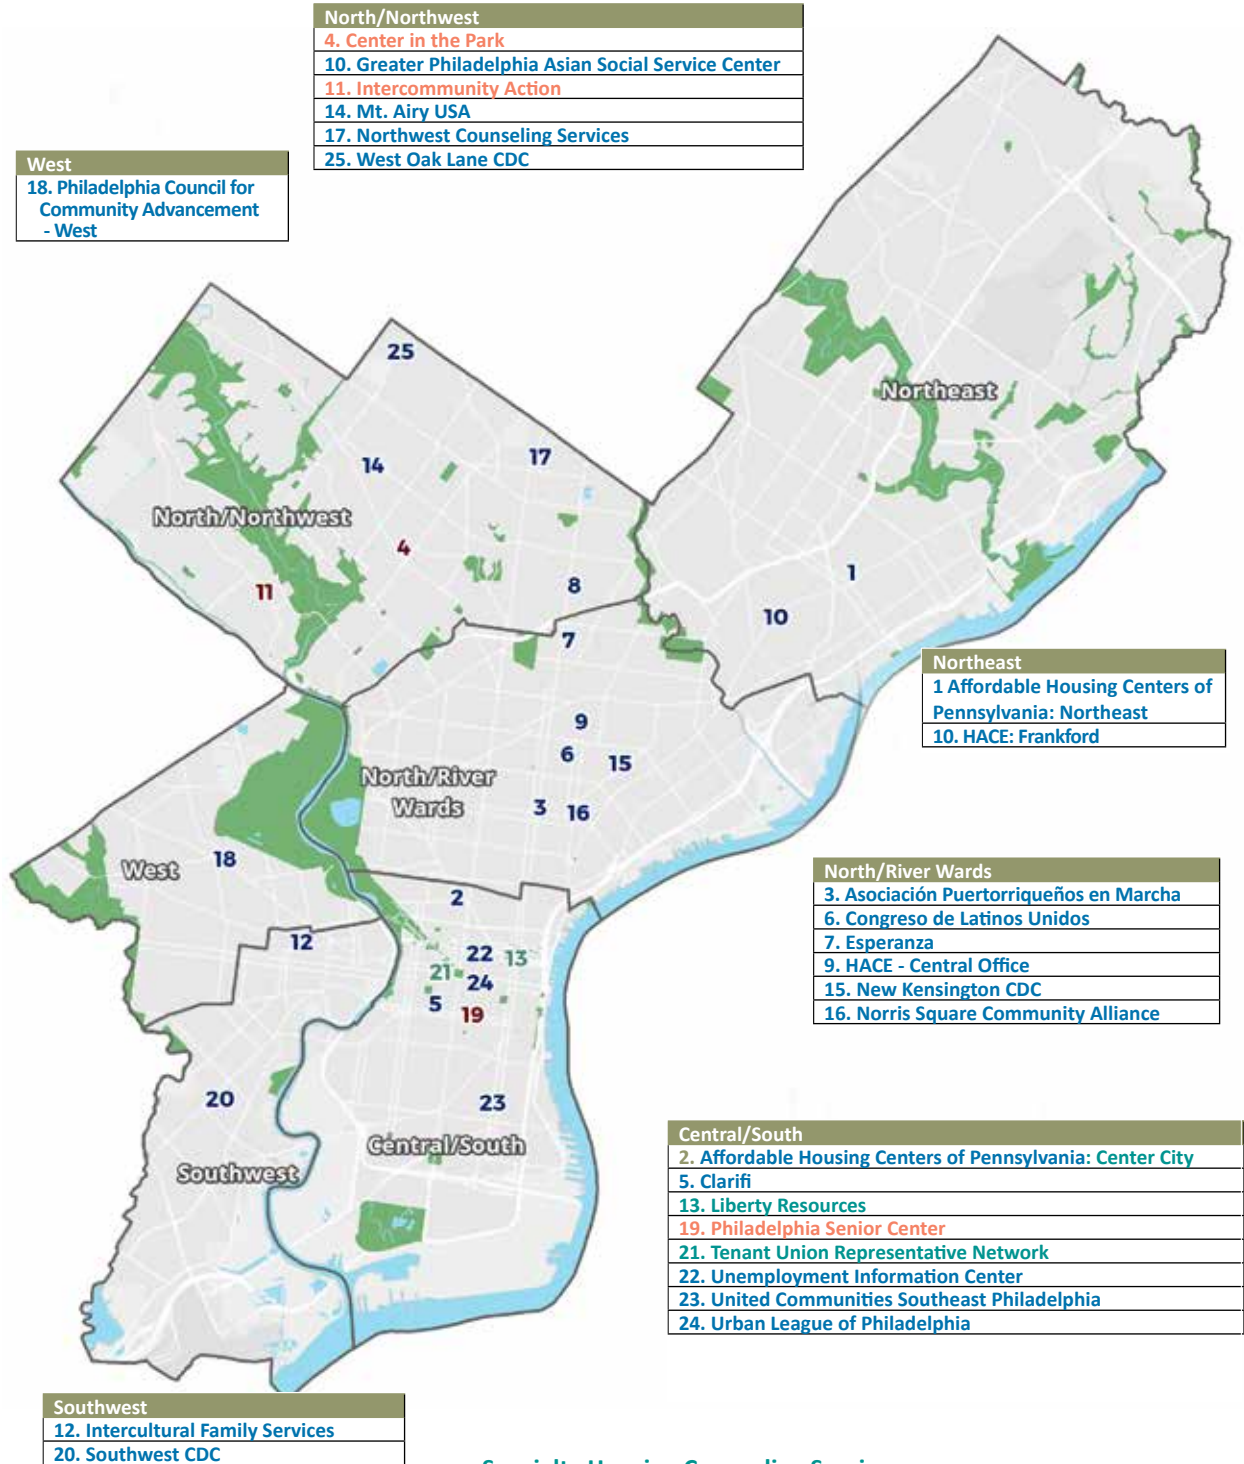 North/Northwest
4. Center in the Park
10. Greater Philadelphia Asian Social Service Center
11. Intercommunity Action
14. Mt. Airy USA
17. Northwest Counseling Services
25. West Oak Lane CDC
West
18. Philadelphia Council for
Community Advancement
- West
25
14
17
North/Northwest
4
11
8
7
Northeast
1
10
Northeast
1 Affordable Housing Centers of
Pennsylvania: Northeast
10. HACE: Frankford
9
6
15
North/River
Wards
3
16
West
18
2
12
22
13
21
24
5
19
20
23
Central/South
Southwest
North/River Wards
3. Asociación Puertorriqueños en Marcha
6. Congreso de Latinos Unidos
7. Esperanza
9. HACE - Central Office
15. New Kensington CDC
16. Norris Square Community Alliance
Central/South
2. Affordable Housing Centers of Pennsylvania: Center City
5. Clarifi
13. Liberty Resources
19. Philadelphia Senior Center
21. Tenant Union Representative Network
22. Unemployment Information Center
23. United Communities Southeast Philadelphia
24. Urban League of Philadelphia
Southwest
12. Intercultural Family Services
20. Southwest CDC